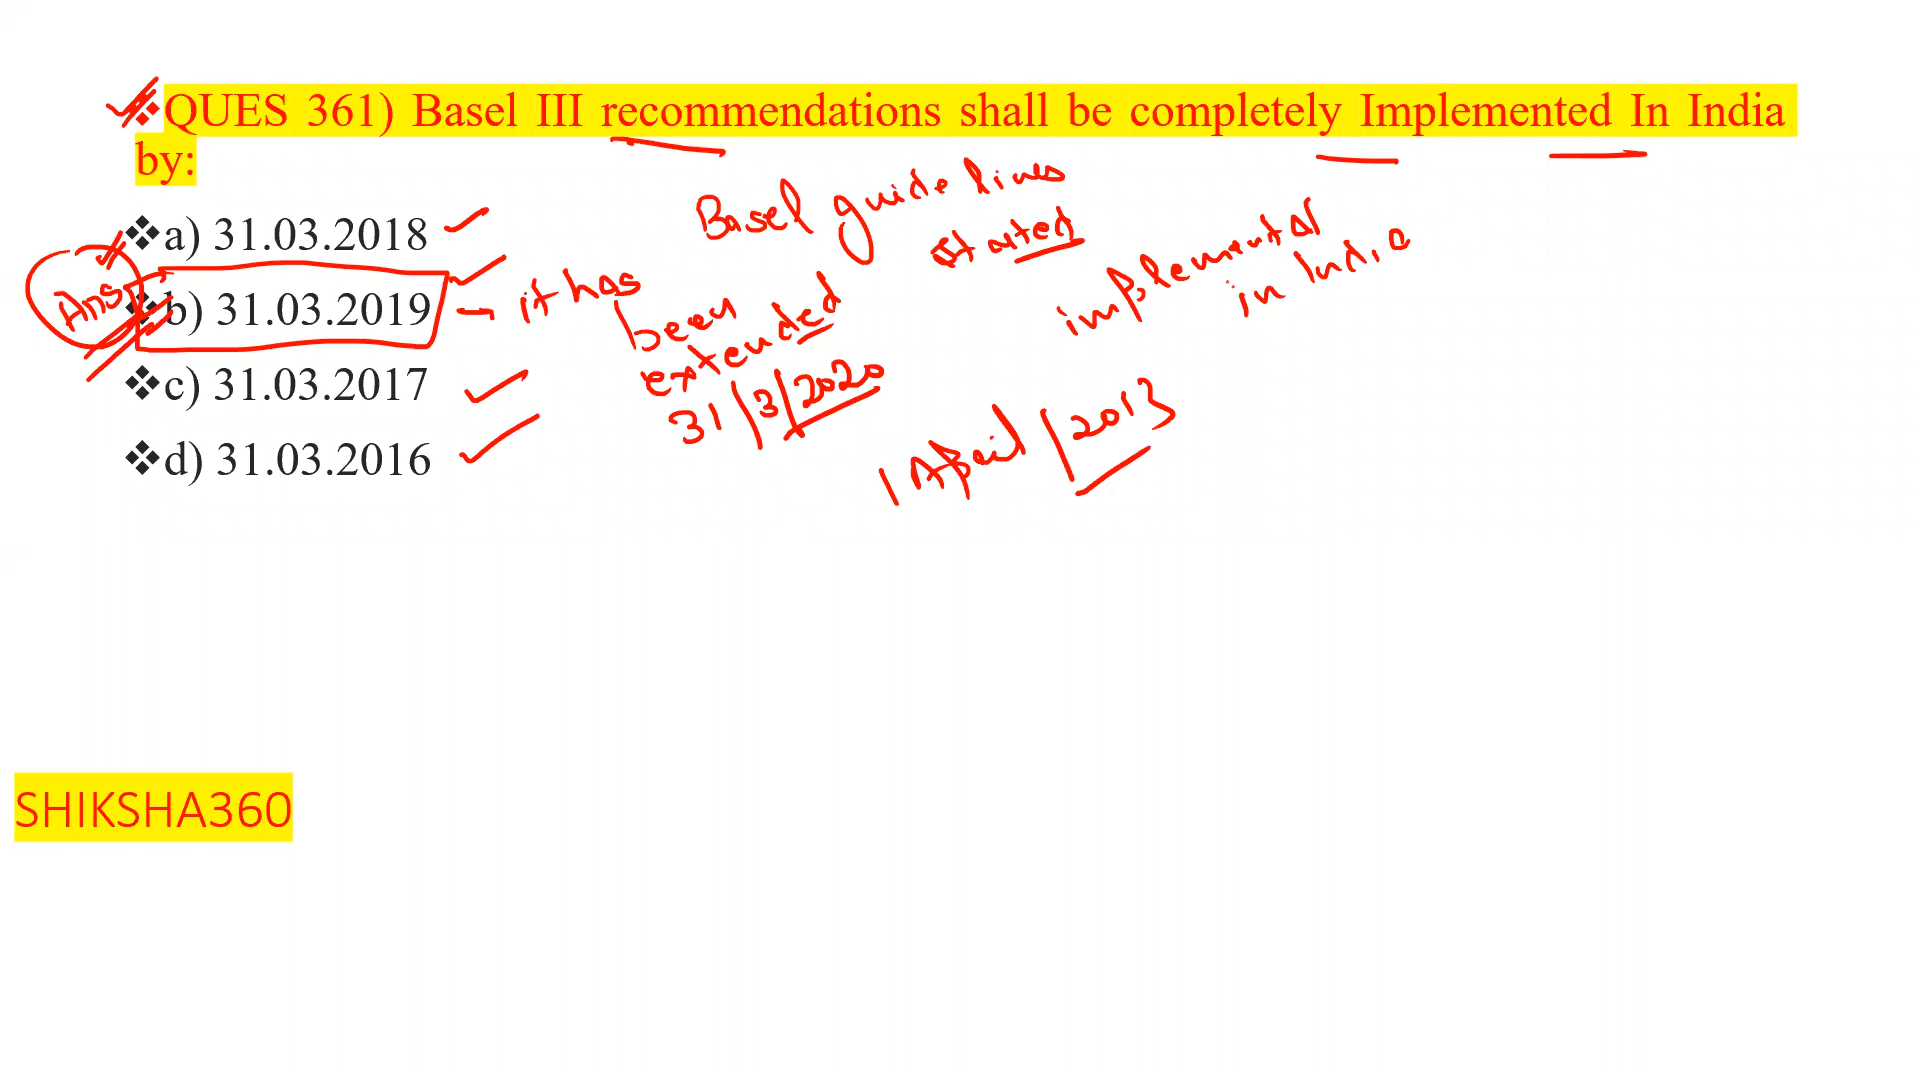 ❖QUES 361) Basel III recommendations shall be completely Implemented In India
by:
❖a) 31.03.2018
❖b) 31.03.2019
❖c) 31.03.2017
❖d) 31.03.2016
Ans
it has
been
extended
31/3/2020
Basel guidelines
started
implemented
in India
1 April/2013
SHIKSHA360